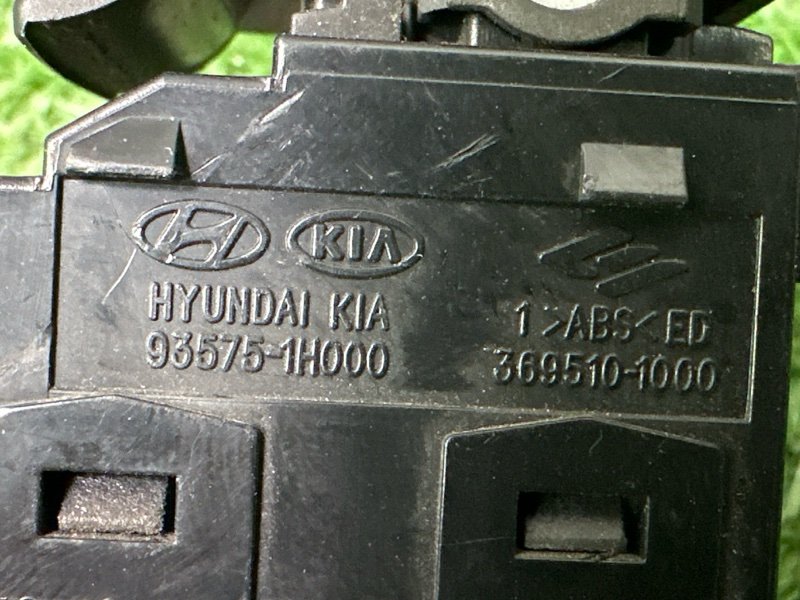 KIA
HYUNDAI KIA
93575-1H000
1 >ABS< ED
369510-1000